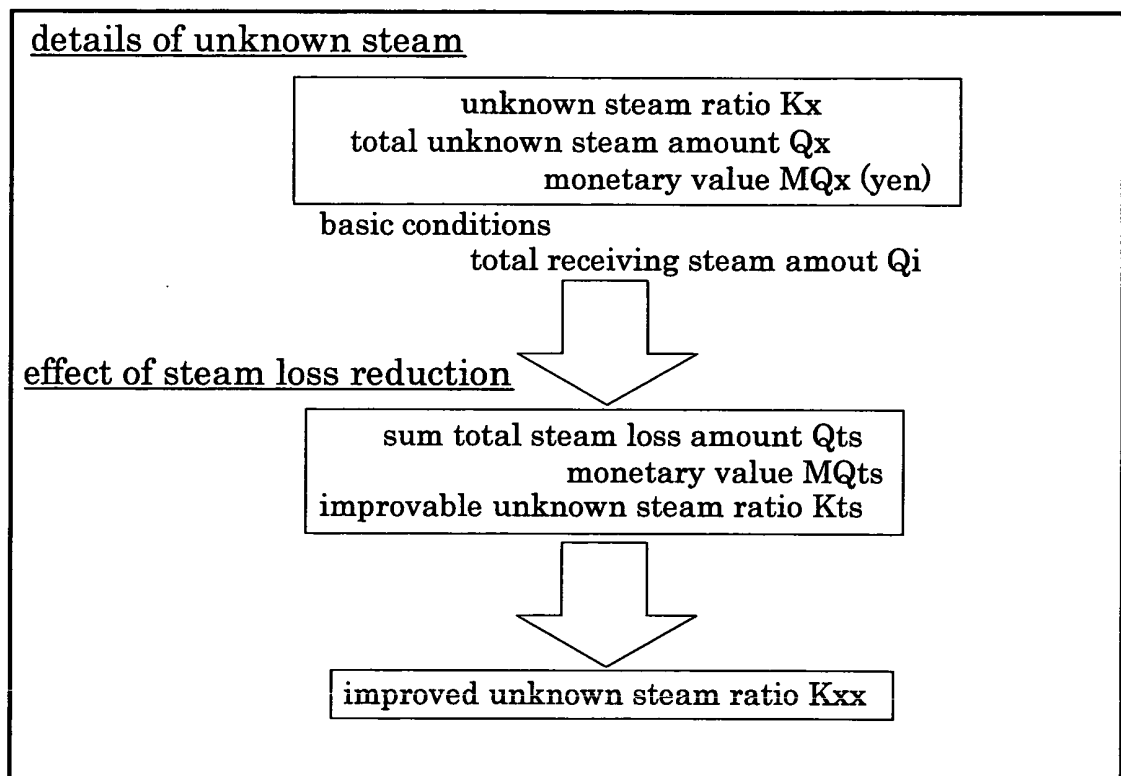 details of unknown steam
unknown steam ratio Kx
total unknown steam amount Qx
monetary value MQx (yen)
basic conditions
total receiving steam amout Qi
effect of steam loss reduction
sum total steam loss amount Qts
monetary value MQts
improvable unknown steam ratio Kts
improved unknown steam ratio Kxx